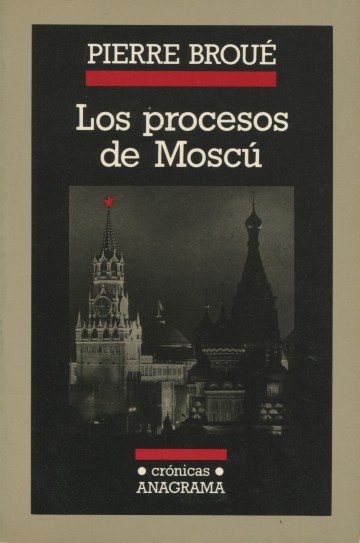 PIERRE BROUÉ
Los procesos
de Moscú
• crónicas •
ANAGRAMA